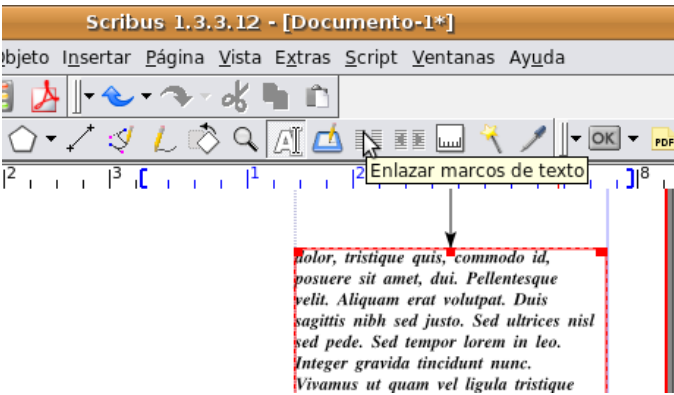 Scribus 1.3.3.12 - [Documento-1*]
Objeto Insertar Página Vista Extras Script Ventanas Ayuda
OK PDF
Enlazar marcos de texto
2 3 1 2 8
dolor, tristique quis, commodo id,
posuere sit amet, dui. Pellentesque
velit. Aliquam erat volutpat. Duis
sagittis nibh sed justo. Sed ultrices nisl
sed pede. Sed tempor lorem in leo.
Integer gravida tincidunt nunc.
Vivamus ut quam vel ligula tristique